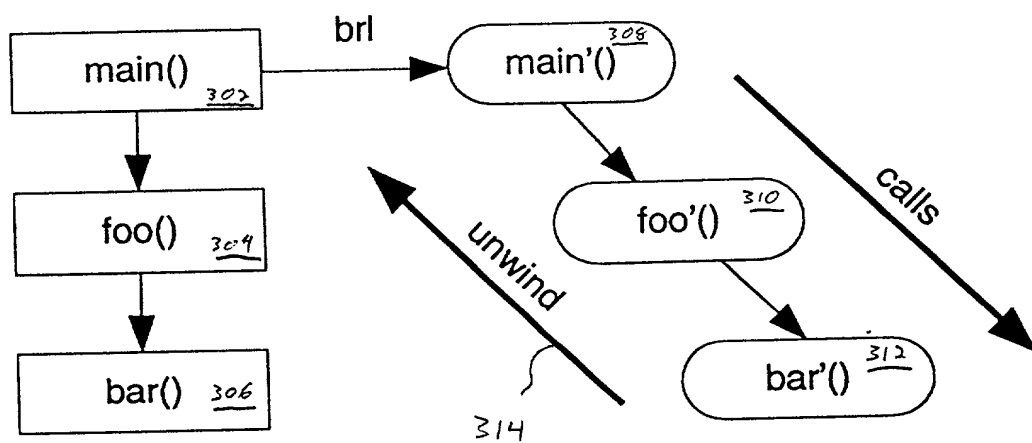 brl
main()
302
main'()
308
foo()
304
foo'()
310
calls
unwind
bar()
306
bar'()
312
314